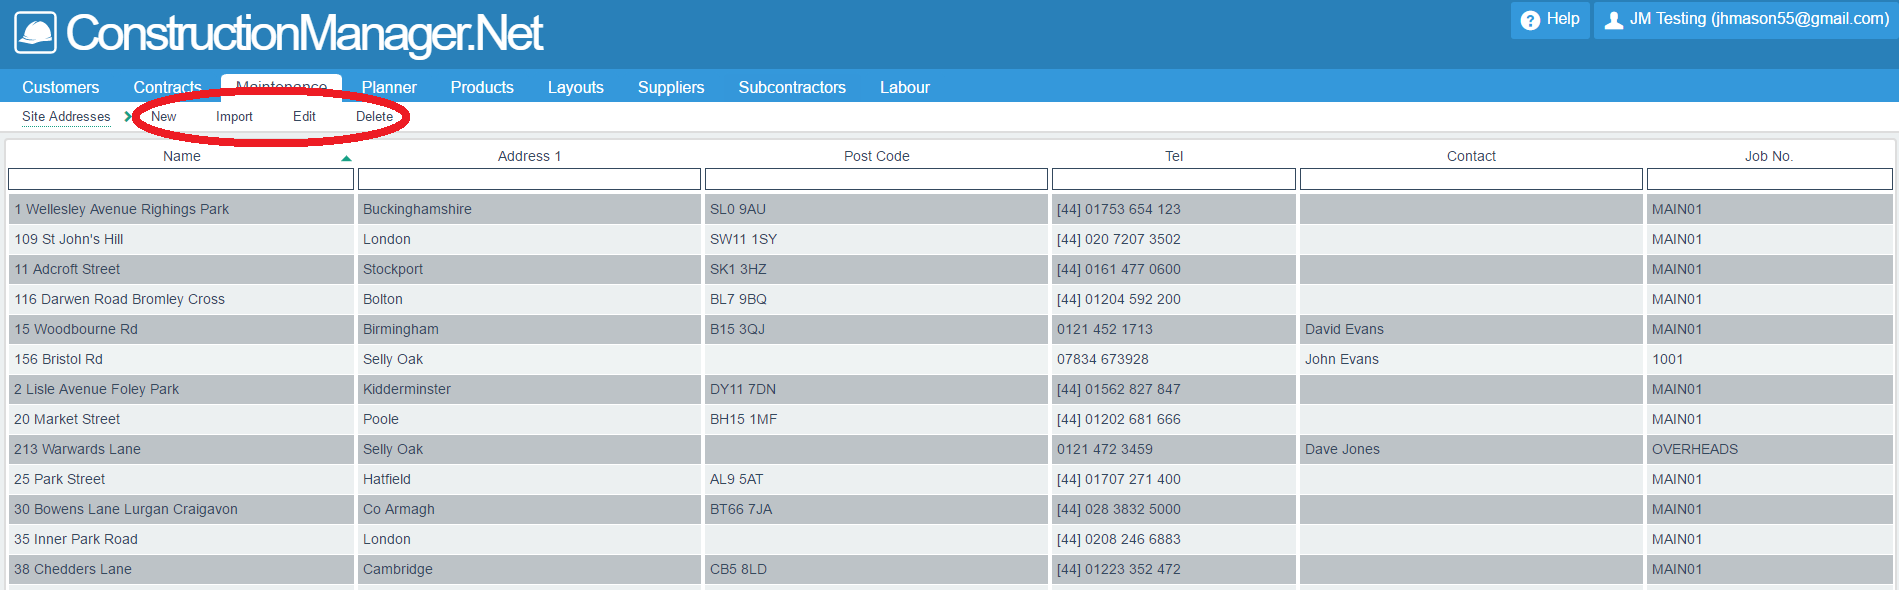 ConstructionManager.Net
Help JM Testing (jhmason55@gmail.com)
Customers Contracts Maintenance Planner Products Layouts Suppliers Subcontractors Labour
Site Addresses New Import Edit Delete
Name Address 1 Post Code Tel Contact Job No.
1 Wellesley Avenue Righings Park Buckinghamshire SL0 9AU [44] 01753 654 123 MAIN01
109 St John's Hill London SW11 1SY [44] 020 7207 3502 MAIN01
11 Adcroft Street Stockport SK1 3HZ [44] 0161 477 0600 MAIN01
116 Darwen Road Bromley Cross Bolton BL7 9BQ [44] 01204 592 200 MAIN01
15 Woodbourne Rd Birmingham B15 3QJ 0121 452 1713 David Evans MAIN01
156 Bristol Rd Selly Oak 07834 673928 John Evans 1001
2 Lisle Avenue Foley Park Kidderminster DY11 7DN [44] 01562 827 847 MAIN01
20 Market Street Poole BH15 1MF [44] 01202 681 666 MAIN01
213 Warwards Lane Selly Oak 0121 472 3459 Dave Jones OVERHEADS
25 Park Street Hatfield AL9 5AT [44] 01707 271 400 MAIN01
30 Bowens Lane Lurgan Craigavon Co Armagh BT66 7JA [44] 028 3832 5000 MAIN01
35 Inner Park Road London [44] 0208 246 6883 MAIN01
38 Chedders Lane Cambridge CB5 8LD [44] 01223 352 472 MAIN01